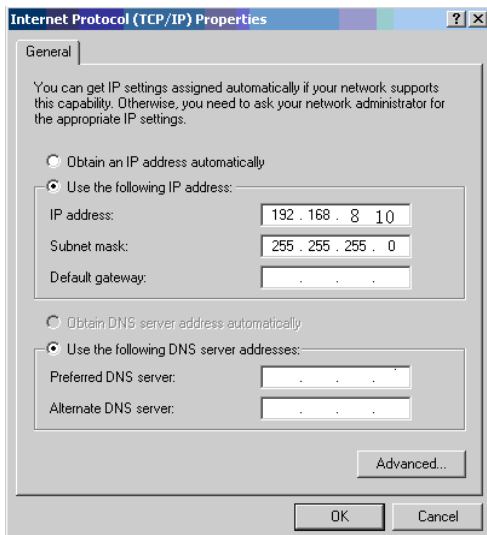 Internet Protocol (TCP/IP) Properties
General
You can get IP settings assigned automatically if your network supports
this capability. Otherwise, you need to ask your network administrator for
the appropriate IP settings.
Obtain an IP address automatically
Use the following IP address:
IP address: 192 . 168 . 8 10
Subnet mask: 255 . 255 . 255 . 0
Default gateway: . . .
Obtain DNS server address automatically
Use the following DNS server addresses:
Preferred DNS server: . . .
Alternate DNS server: . . .
Advanced...
OK Cancel